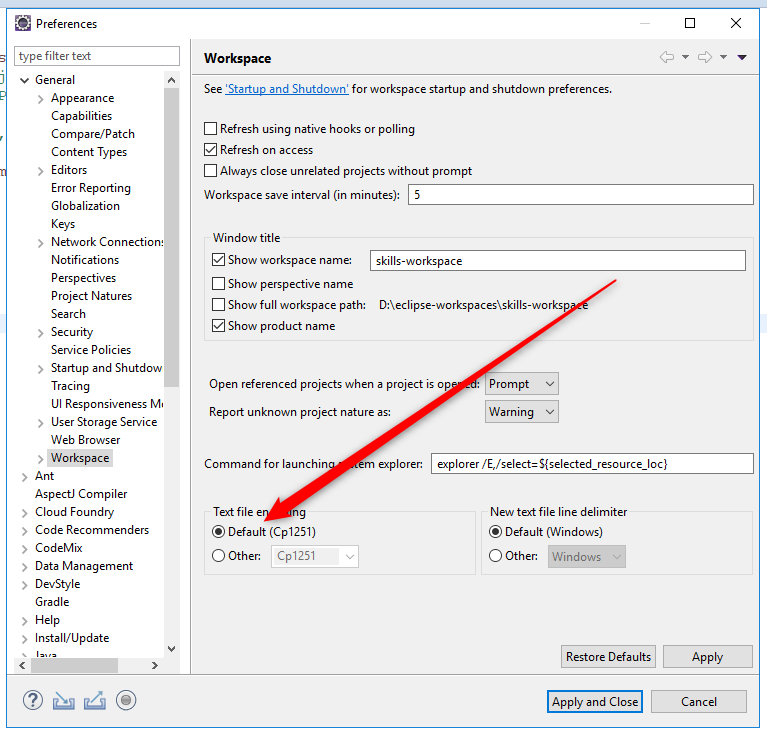 Preferences
type filter text
General
Appearance
Capabilities
Compare/Patch
Content Types
Editors
Error Reporting
Globalization
Keys
Network Connections
Notifications
Perspectives
Project Natures
Search
Security
Service Policies
Startup and Shutdow
Tracing
UI Responsiveness Mo
User Storage Service
Web Browser
Workspace
Ant
AspectJ Compiler
Cloud Foundry
Code Recommenders
CodeMix
Data Management
DevStyle
Gradle
Help
Install/Update
Java
Workspace
See 'Startup and Shutdown' for workspace startup and shutdown preferences.
Refresh using native hooks or polling
Refresh on access
Always close unrelated projects without prompt
Workspace save interval (in minutes): 5
Window title
Show workspace name: skills-workspace
Show perspective name
Show full workspace path: D:\eclipse-workspaces\skills-workspace
Show product name
Open referenced projects when a project is opened: Prompt
Report unknown project nature as: Warning
Command for launching system explorer: explorer /E,/select=${selected_resource_loc}
Text file encoding
Default (Cp1251)
Other: Cp1251
New text file line delimiter
Default (Windows)
Other: Windows
Restore Defaults Apply
? Apply and Close Cancel